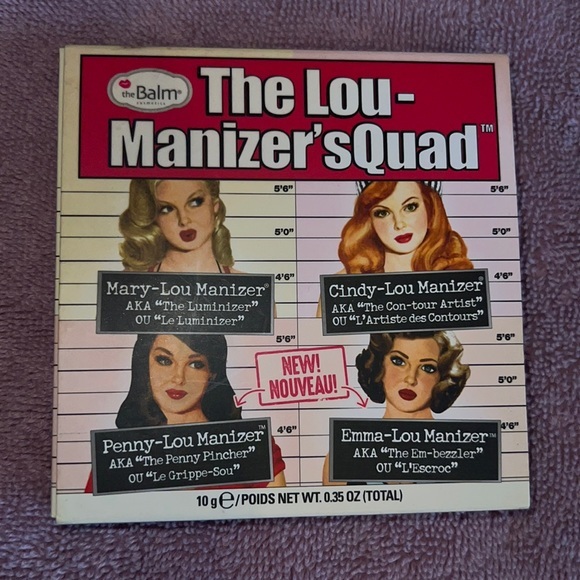 theBalm®
cosmetics
The Lou-
Manizer'sQuad™
5'6"
5'6"
5'0"
5'0"
4'6"
4'6"
Mary-Lou Manizer®
AKA "The Luminizer"
OU "Le Luminizer"
Cindy-Lou Manizer®
AKA "The Con-tour Artist"
OU "L'Artiste des Contours"
5'6"
5'6"
NEW!
NOUVEAU!
5'0"
4'6"
4'6"
Penny-Lou Manizer™
AKA "The Penny Pincher"
OU "Le Grippe-Sou"
Emma-Lou Manizer™
AKA "The Em-bezzler"
OU "L'Escroc"
10 g ℮/POIDS NET WT. 0.35 OZ (TOTAL)